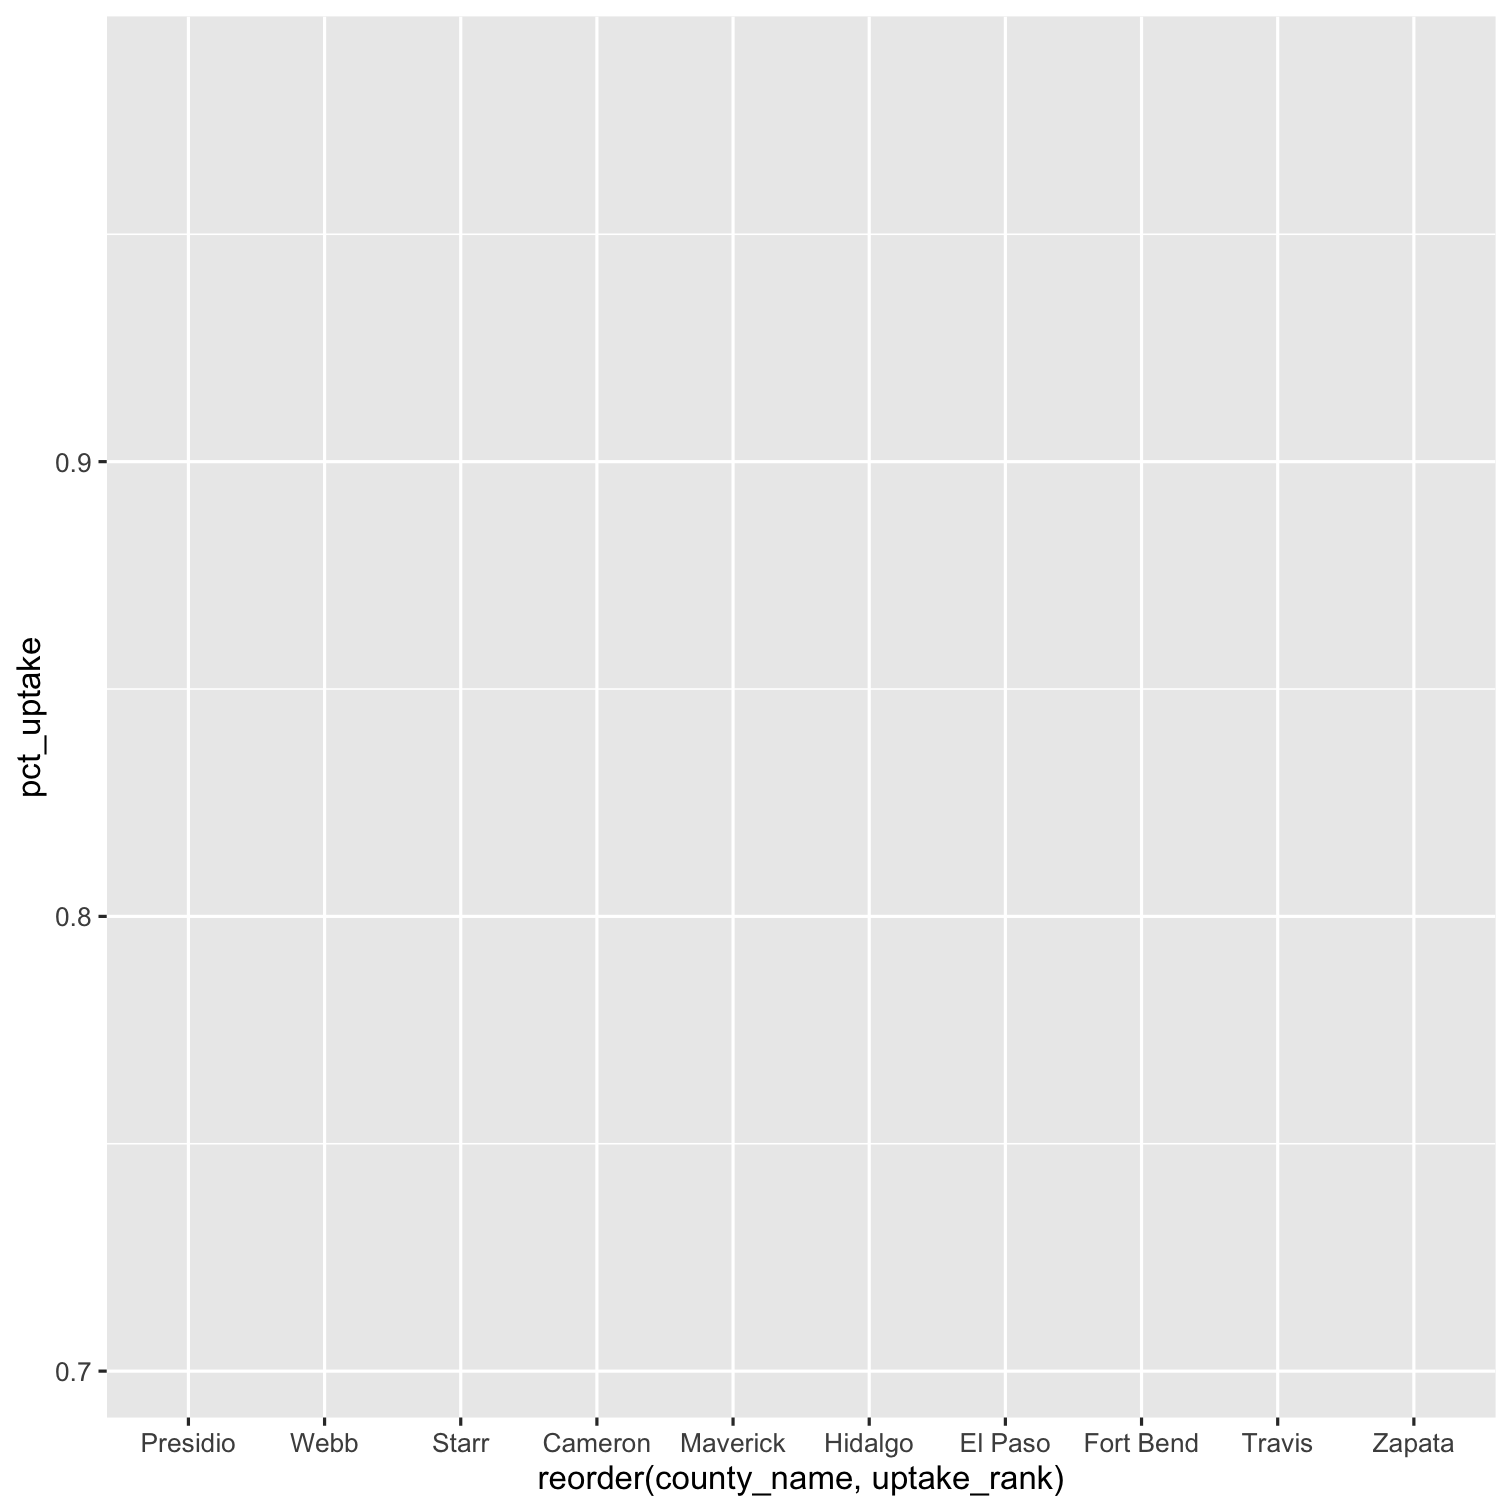 pct_uptake
0.9
0.8
0.7
Presidio Webb Starr Cameron Maverick Hidalgo El Paso Fort Bend Travis Zapata
reorder(county_name, uptake_rank)